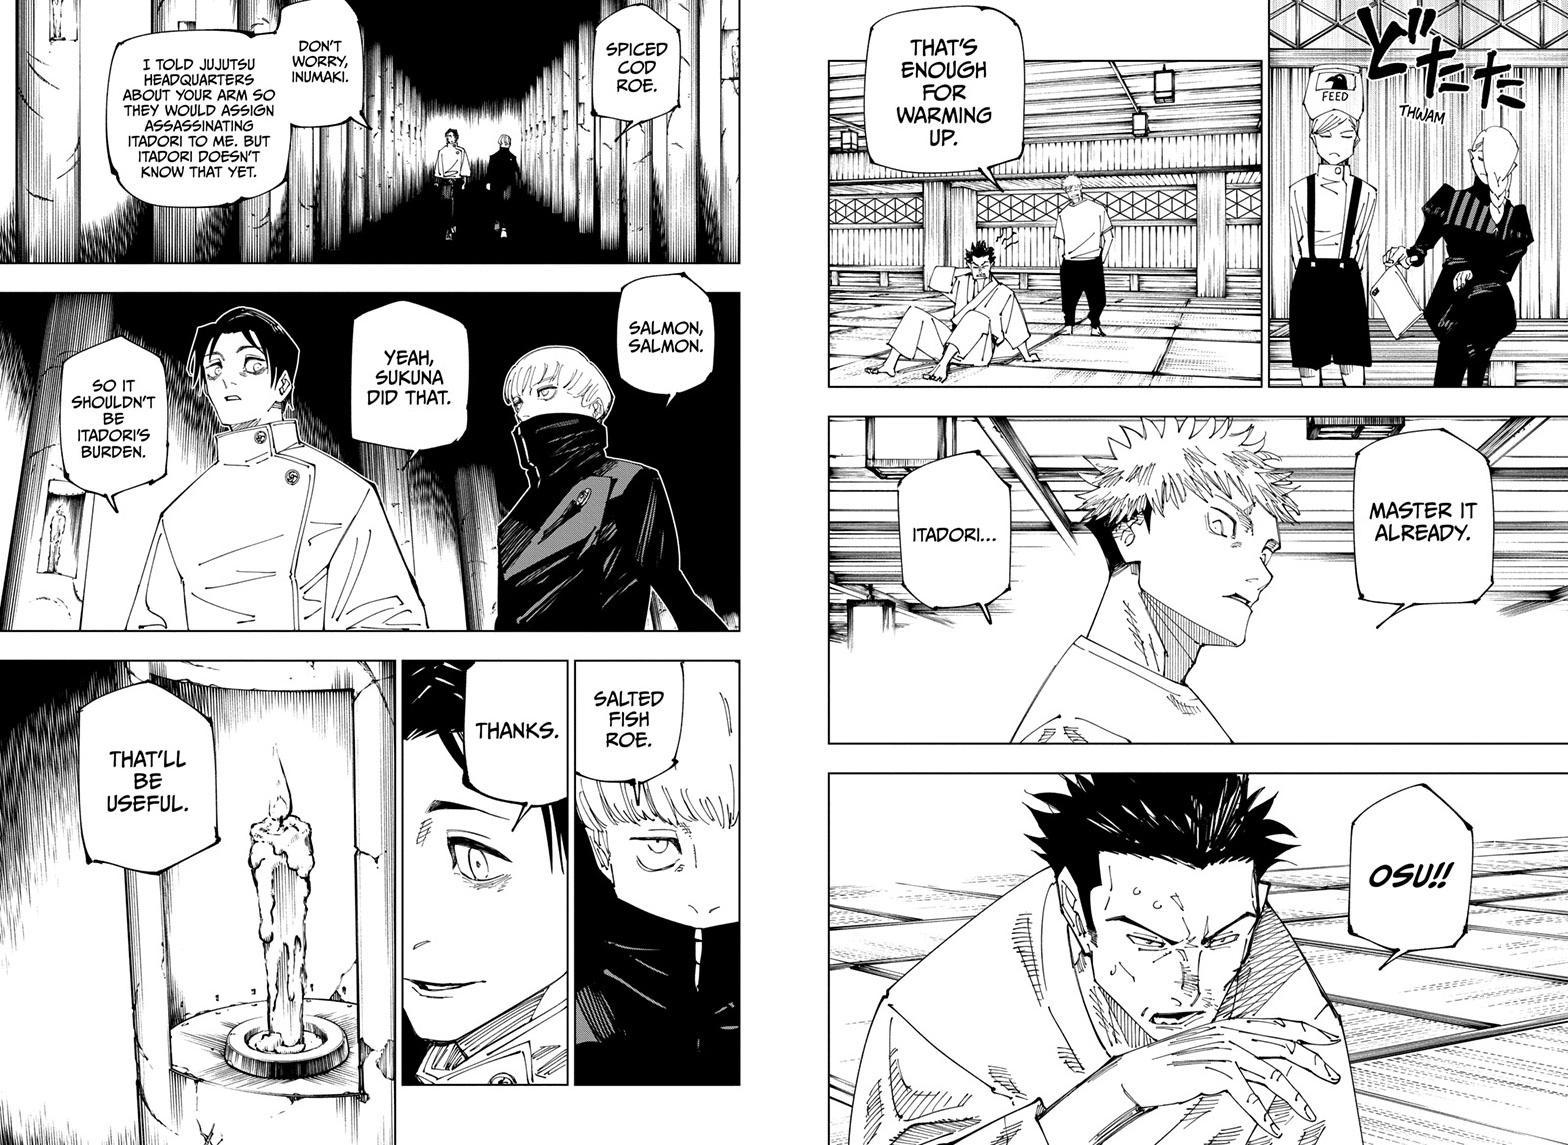 どたた
THWAM
FEED
THAT'S
ENOUGH
FOR
WARMING
UP.
MASTER IT
ALREADY.
ITADORI...
OSU!!
SPICED
COD
ROE.
DON'T
WORRY,
INUMAKI.
I TOLD JUJUTSU
HEADQUARTERS
ABOUT YOUR ARM SO
THEY WOULD ASSIGN
ASSASSINATING
ITADORI TO ME. BUT
ITADORI DOESN'T
KNOW THAT YET.
SALMON,
SALMON.
YEAH,
SUKUNA
DID THAT.
SO IT
SHOULDN'T
BE
ITADORI'S
BURDEN.
SALTED
FISH
ROE.
THANKS.
THAT'LL
BE
USEFUL.